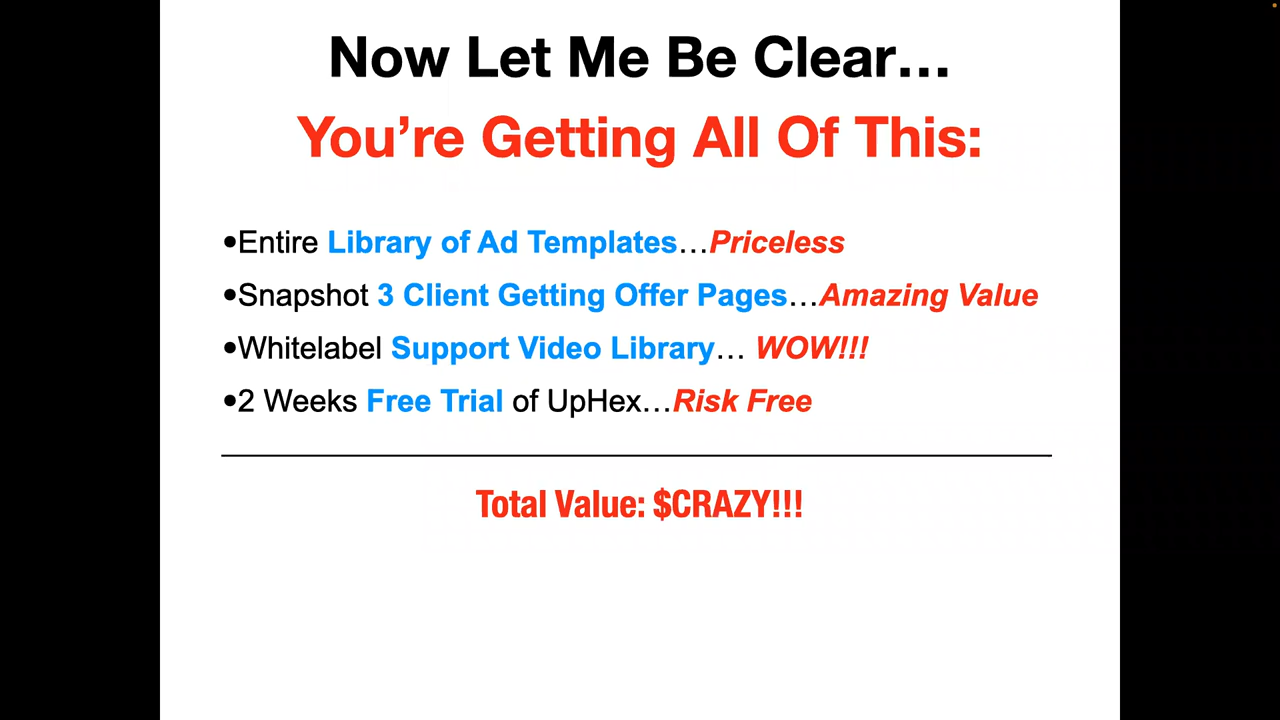 Now Let Me Be Clear…
You’re Getting All Of This:
•Entire Library of Ad Templates…Priceless
•Snapshot 3 Client Getting Offer Pages…Amazing Value
•Whitelabel Support Video Library… WOW!!!
•2 Weeks Free Trial of UpHex…Risk Free
Total Value: $CRAZY!!!